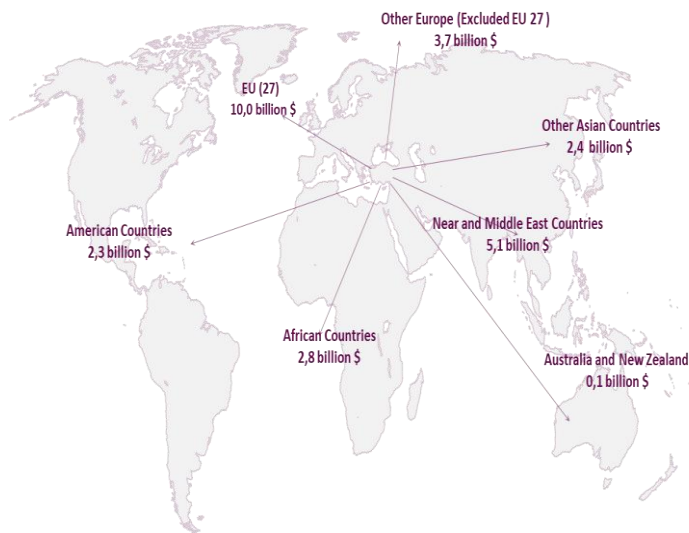 Other Europe (Excluded EU 27 )
3,7 billion $
EU (27)
10,0 billion $
Other Asian Countries
2,4 billion $
Near and Middle East Countries
5,1 billion $
American Countries
2,3 billion $
African Countries
2,8 billion $
Australia and New Zealand
0,1 billion $